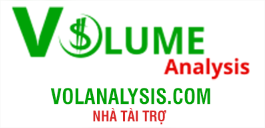 VOLUME
Analysis
VOLANALYSIS.COM
NHÀ TÀI TRỢ